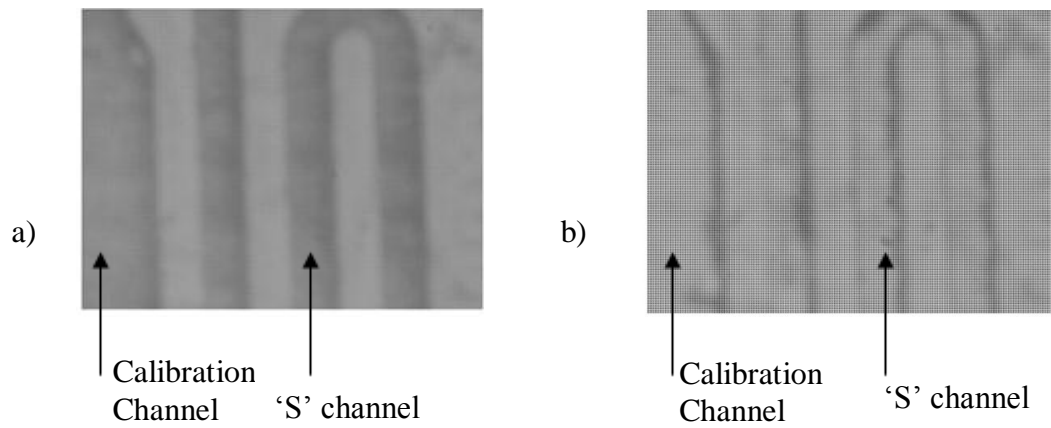 a)
Calibration
Channel
‘S’ channel
b)
Calibration
Channel
‘S’ channel